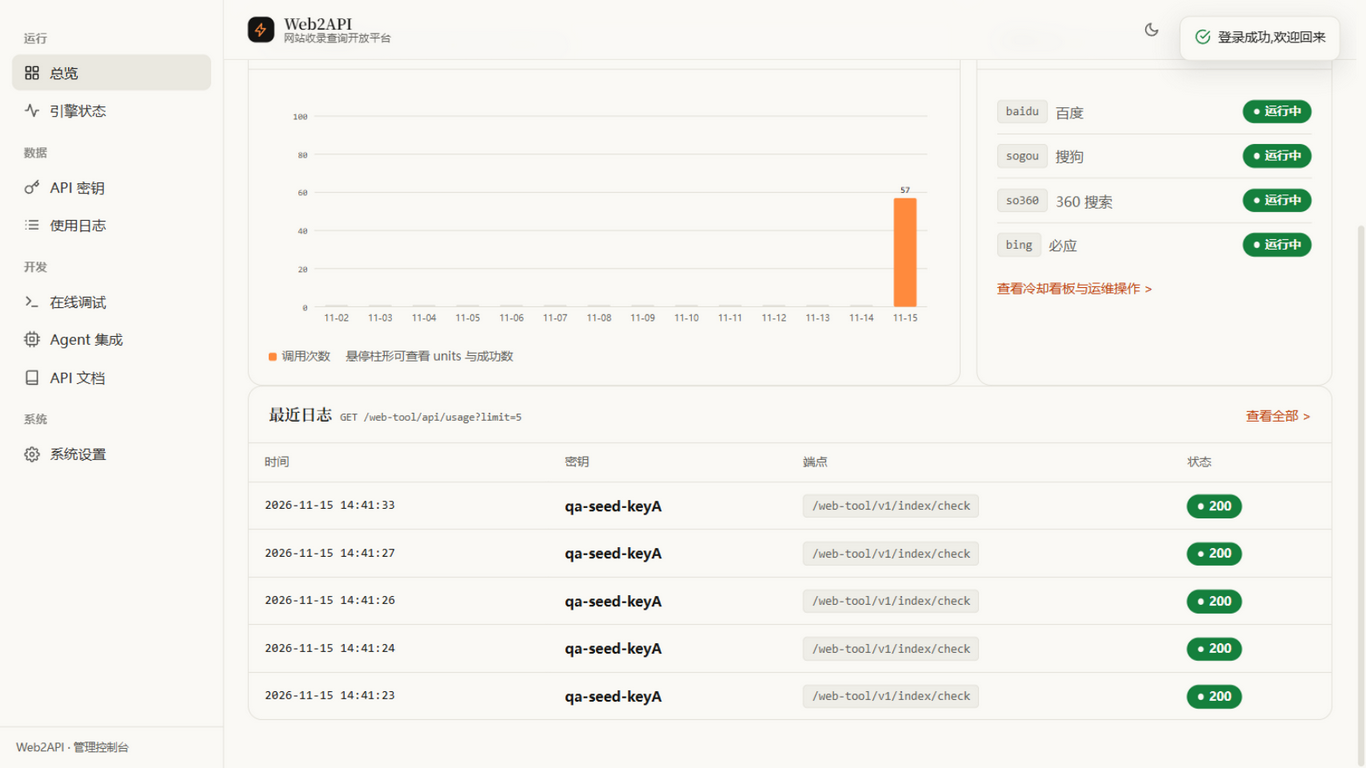 运行
总览
引擎状态
数据
API 密钥
使用日志
开发
在线调试
Agent 集成
API 文档
系统
系统设置
Web2API · 管理控制台
Web2API
网站收录查询开放平台
登录成功,欢迎回来
100
80
60
40
20
0
57
11-02 11-03 11-04 11-05 11-06 11-07 11-08 11-09 11-10 11-11 11-12 11-13 11-14 11-15
调用次数 悬停柱形可查看 units 与成功数
baidu 百度 运行中
sogou 搜狗 运行中
so360 360 搜索 运行中
bing 必应 运行中
查看冷却看板与运维操作 >
最近日志 GET /web-tool/api/usage?limit=5 查看全部 >
时间 密钥 端点 状态
2026-11-15 14:41:33 qa-seed-keyA /web-tool/v1/index/check 200
2026-11-15 14:41:27 qa-seed-keyA /web-tool/v1/index/check 200
2026-11-15 14:41:26 qa-seed-keyA /web-tool/v1/index/check 200
2026-11-15 14:41:24 qa-seed-keyA /web-tool/v1/index/check 200
2026-11-15 14:41:23 qa-seed-keyA /web-tool/v1/index/check 200